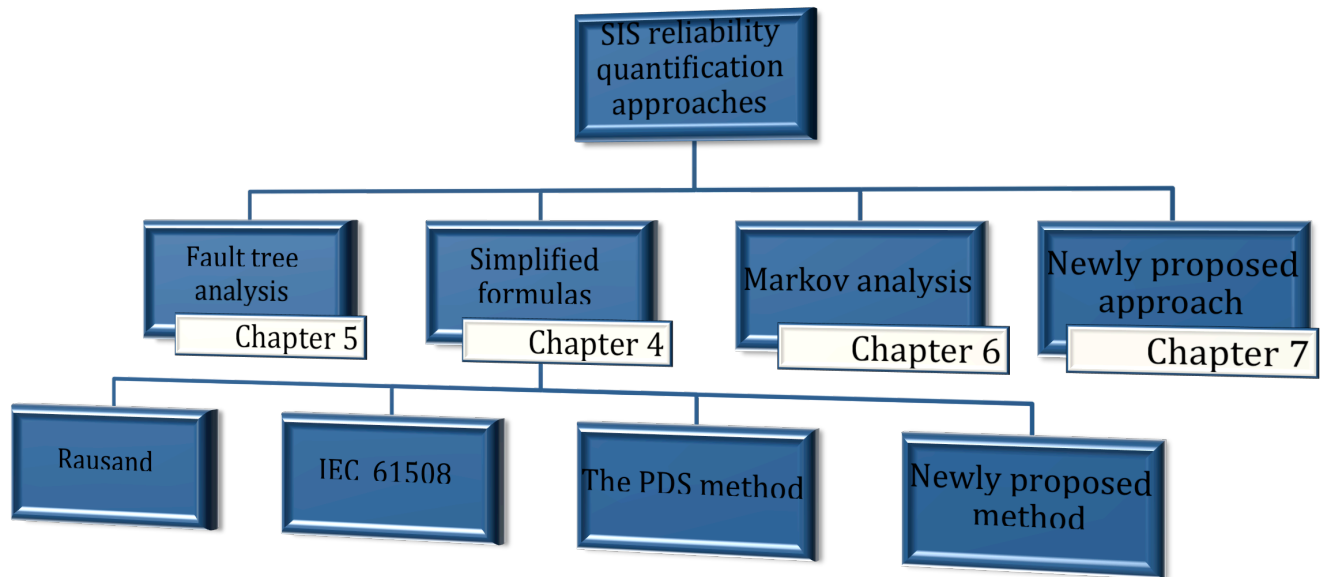 SIS reliability
quantification
approaches
Fault tree
analysis
Chapter 5
Simplified
formulas
Chapter 4
Markov analysis
Chapter 6
Newly proposed
approach
Chapter 7
Rausand
IEC 61508
The PDS method
Newly proposed
method